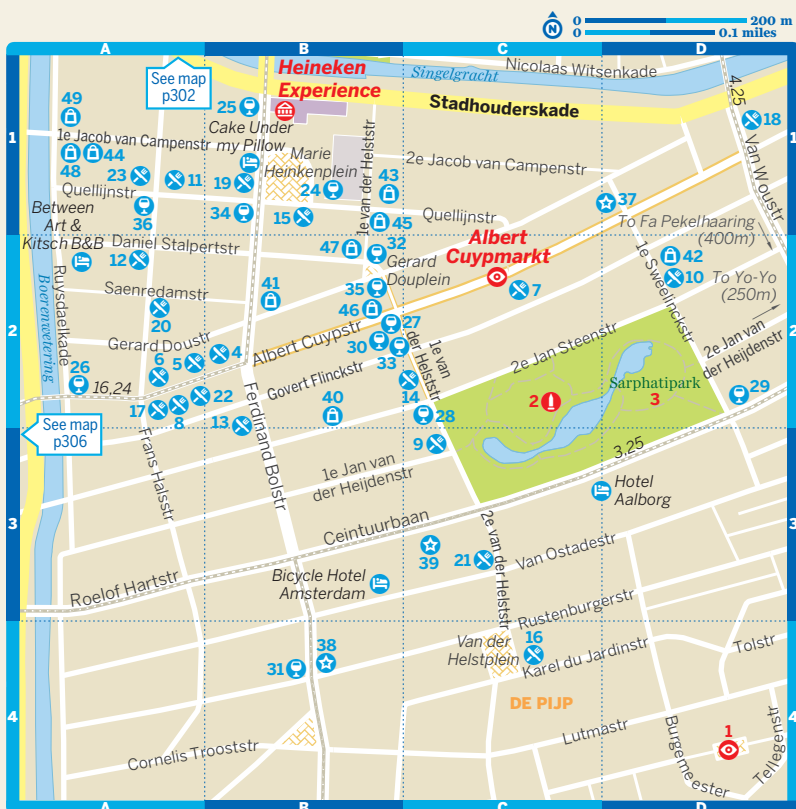 N
0 200 m
0 0.1 miles
A B C D
See map
p302
Heineken
Experience
Singelgracht
Nicolaas Witsenkade
Stadhouderskade
4,25
49
25
18
1
1
1e Jacob van Campenstr
Cake Under
my Pillow
Marie
Heinkenplein
1e van der Helststr
2e Jacob van Campenstr
Van Woustr
48
44
23
11
19
24
43
37
Quellijnstr
36
34
15
45
Quellijnstr
Between
Art &
Kitsch B&B
Daniel Stalpertstr
12
47
32
Gerard
Douplein
Albert
Cuypmarkt
To Fa Pekelhaaring
(400m)
1e Sweelinckstr
42
10
Boerenwetering
Ruysdaelkade
Saenredamstr
20
41
35
46
7
To Yo-Yo
(250m)
2
2
Gerard Doustr
6
5
4
Albert Cuypstr
27
30
33
1e van
der Helststr
2e Jan Steenstr
2e Jan van
der Heijdenstr
26
16,24
Govert Flinckstr
Sarphatipark
2
3
29
17
8
22
13
40
14
28
See map
p306
Frans Halsstr
Ferdinand Bolstr
9
3,25
1e Jan van
der Heijdenstr
Hotel
Aalborg
3
3
Ceintuurbaan
2e van der Helststr
39
21
Van Ostadestr
Roelof Hartstr
Bicycle Hotel
Amsterdam
Rustenburgerstr
38
31
Van der
Helstplein
16
Karel du Jardinstr
Tolstr
DE PIJP
4
4
Lutmastr
1
Cornelis Trooststr
Burgemeester
Tellegenstr
A B C D